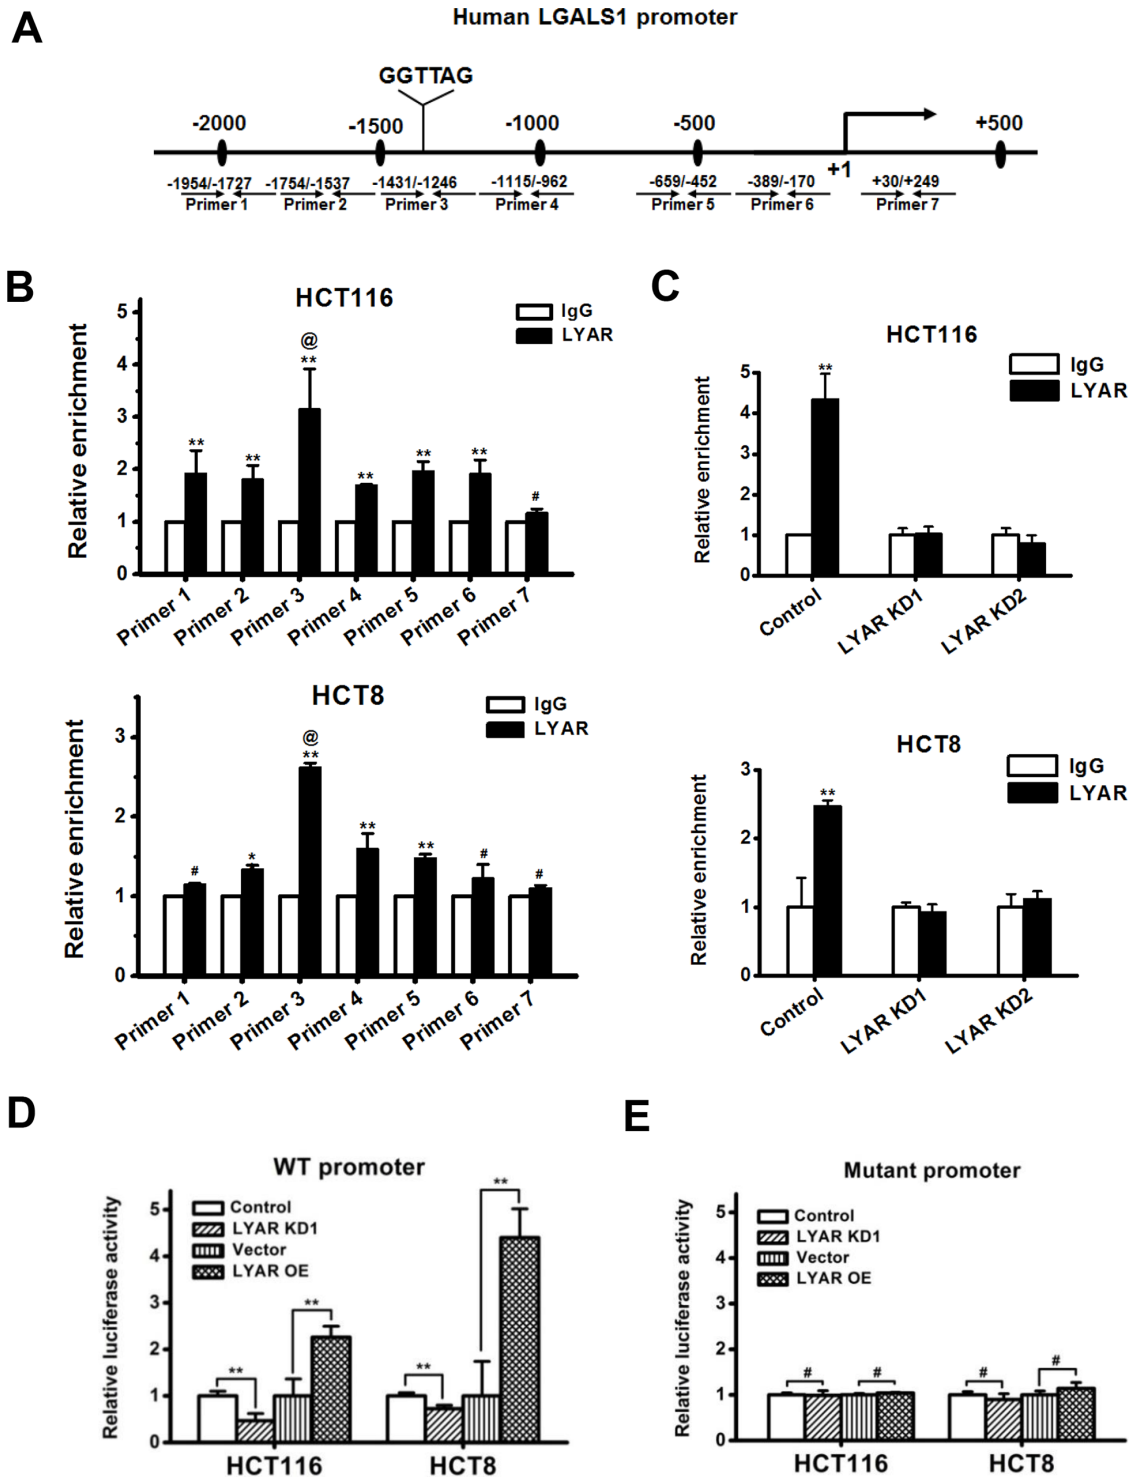 A
Human LGALS1 promoter
GGTTAG
-2000 -1500 -1000 -500 +500
+1
-1954/-1727 -1754/-1537 -1431/-1246 -1115/-962 -659/-452 -389/-170 +30/+249
Primer 1 Primer 2 Primer 3 Primer 4 Primer 5 Primer 6 Primer 7
B
HCT116
IgG
LYAR
Relative enrichment
5
4
3
2
1
0
** ** @ ** ** ** ** #
Primer 1 Primer 2 Primer 3 Primer 4 Primer 5 Primer 6 Primer 7
HCT8
IgG
LYAR
Relative enrichment
3
2
1
0
# * @ ** ** ** # #
Primer 1 Primer 2 Primer 3 Primer 4 Primer 5 Primer 6 Primer 7
C
HCT116
IgG
LYAR
Relative enrichment
5
4
3
2
1
0
**
Control LYAR KD1 LYAR KD2
HCT8
IgG
LYAR
Relative enrichment
3
2
1
0
**
Control LYAR KD1 LYAR KD2
D
WT promoter
Control
LYAR KD1
Vector
LYAR OE
Relative luciferase activity
5
4
3
2
1
0
** ** ** **
HCT116 HCT8
E
Mutant promoter
Control
LYAR KD1
Vector
LYAR OE
Relative luciferase activity
5
4
3
2
1
0
# # # #
HCT116 HCT8